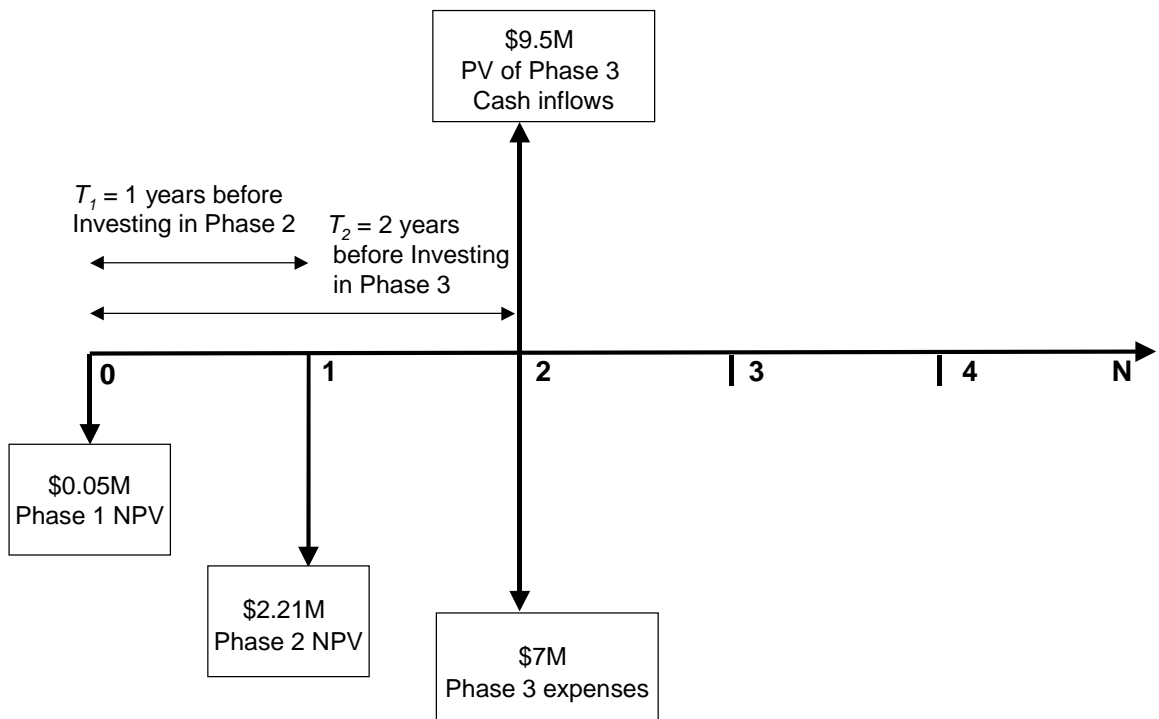 $9.5M
PV of Phase 3
Cash inflows
T1 = 1 years before
Investing in Phase 2
T2 = 2 years
before Investing
in Phase 3
0
1
2
3
4
N
$0.05M
Phase 1 NPV
$2.21M
Phase 2 NPV
$7M
Phase 3 expenses